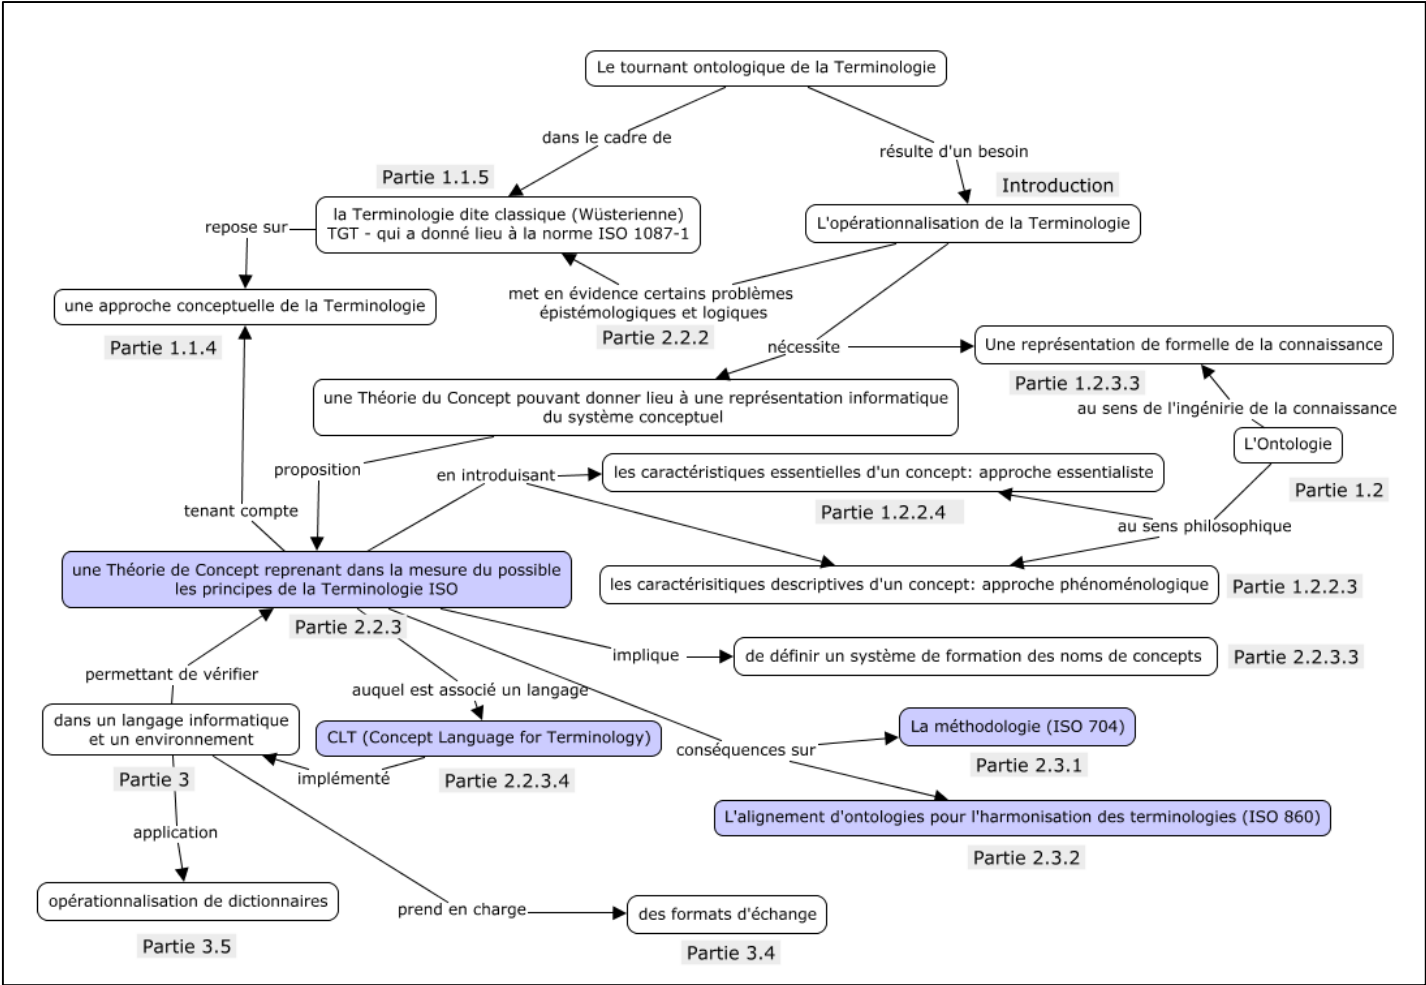 Le tournant ontologique de la Terminologie
dans le cadre de
résulte d'un besoin
Partie 1.1.5
Introduction
la Terminologie dite classique (Wüsterienne)
TGT - qui a donné lieu à la norme ISO 1087-1
L'opérationnalisation de la Terminologie
repose sur
une approche conceptuelle de la Terminologie
met en évidence certains problèmes
épistémologiques et logiques
Partie 2.2.2
Partie 1.1.4
nécessite
Une représentation de formelle de la connaissance
Partie 1.2.3.3
une Théorie du Concept pouvant donner lieu à une représentation informatique
du système conceptuel
au sens de l'ingénirie de la connaissance
L'Ontologie
Partie 1.2
proposition
en introduisant
les caractéristiques essentielles d'un concept: approche essentialiste
Partie 1.2.2.4
tenant compte
au sens philosophique
une Théorie de Concept reprenant dans la mesure du possible
les principes de la Terminologie ISO
les caractérisitiques descriptives d'un concept: approche phénoménologique
Partie 1.2.2.3
Partie 2.2.3
implique
de définir un système de formation des noms de concepts
Partie 2.2.3.3
permettant de vérifier
auquel est associé un langage
dans un langage informatique
et un environnement
CLT (Concept Language for Terminology)
La méthodologie (ISO 704)
conséquences sur
Partie 2.3.1
Partie 3
implémenté
Partie 2.2.3.4
L'alignement d'ontologies pour l'harmonisation des terminologies (ISO 860)
Partie 2.3.2
application
opérationnalisation de dictionnaires
prend en charge
des formats d'échange
Partie 3.5
Partie 3.4